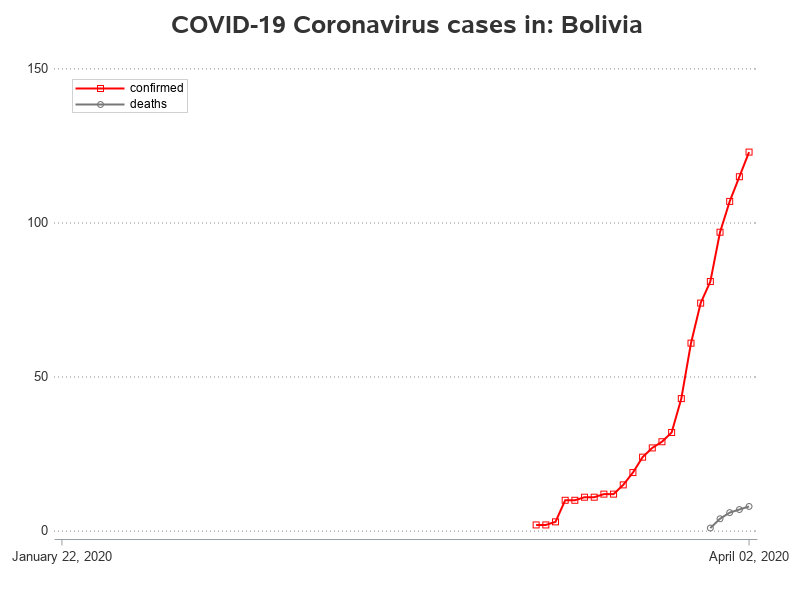 COVID-19 Coronavirus cases in: Bolivia
150
confirmed
deaths
100
50
0
January 22, 2020
April 02, 2020